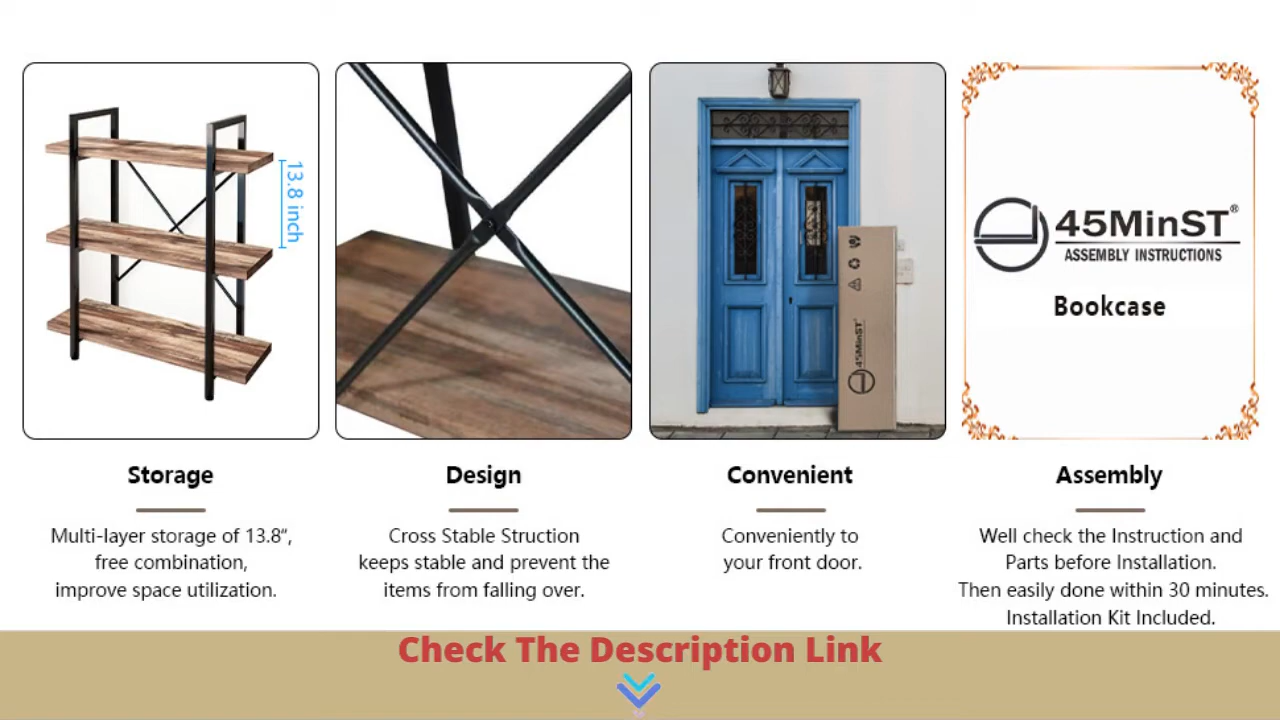 13.8 inch
45MinST
45MinST®
ASSEMBLY INSTRUCTIONS
Bookcase
Storage
Multi-layer storage of 13.8“,
free combination,
improve space utilization.
Design
Cross Stable Struction
keeps stable and prevent the
items from falling over.
Convenient
Conveniently to
your front door.
Assembly
Well check the Instruction and
Parts before Installation.
Then easily done within 30 minutes.
Installation Kit Included.
Check The Description Link